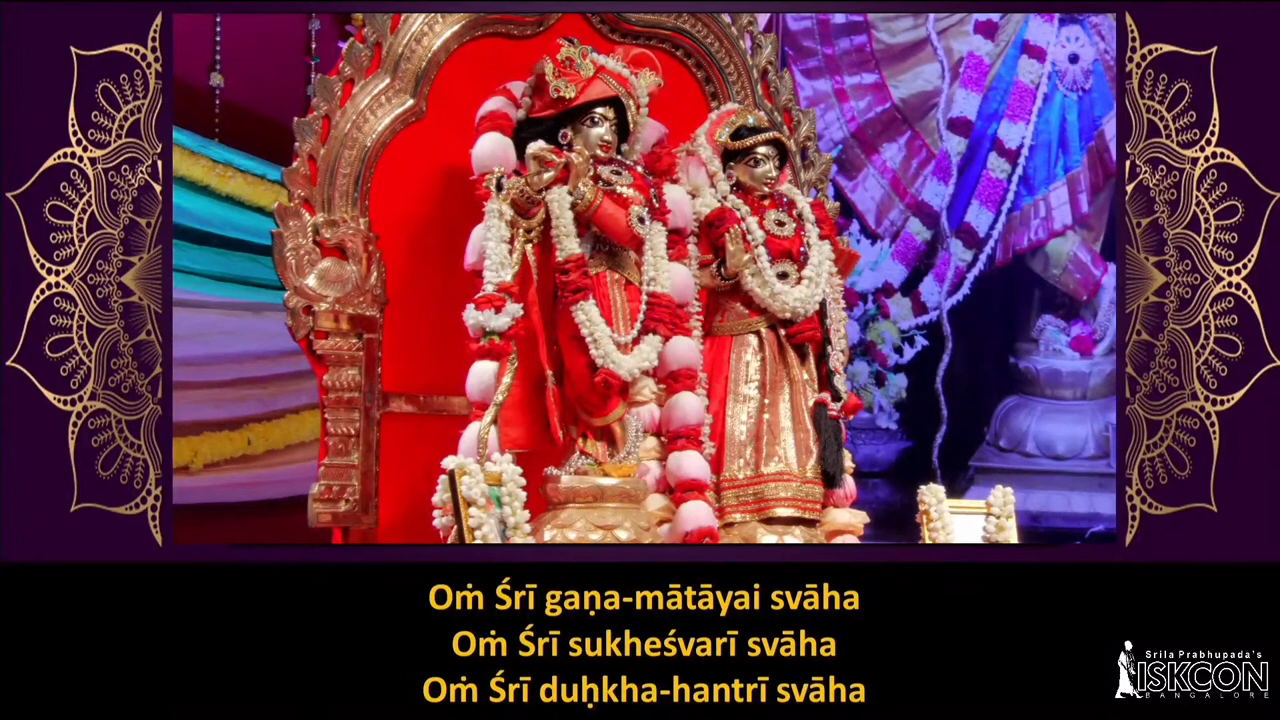 Oṁ Śrī gaṇa-mātāyai svāha
Oṁ Śrī sukheśvarī svāha
Oṁ Śrī duḥkha-hantrī svāha
Srila Prabhupada's
ISKCON
BANGALORE